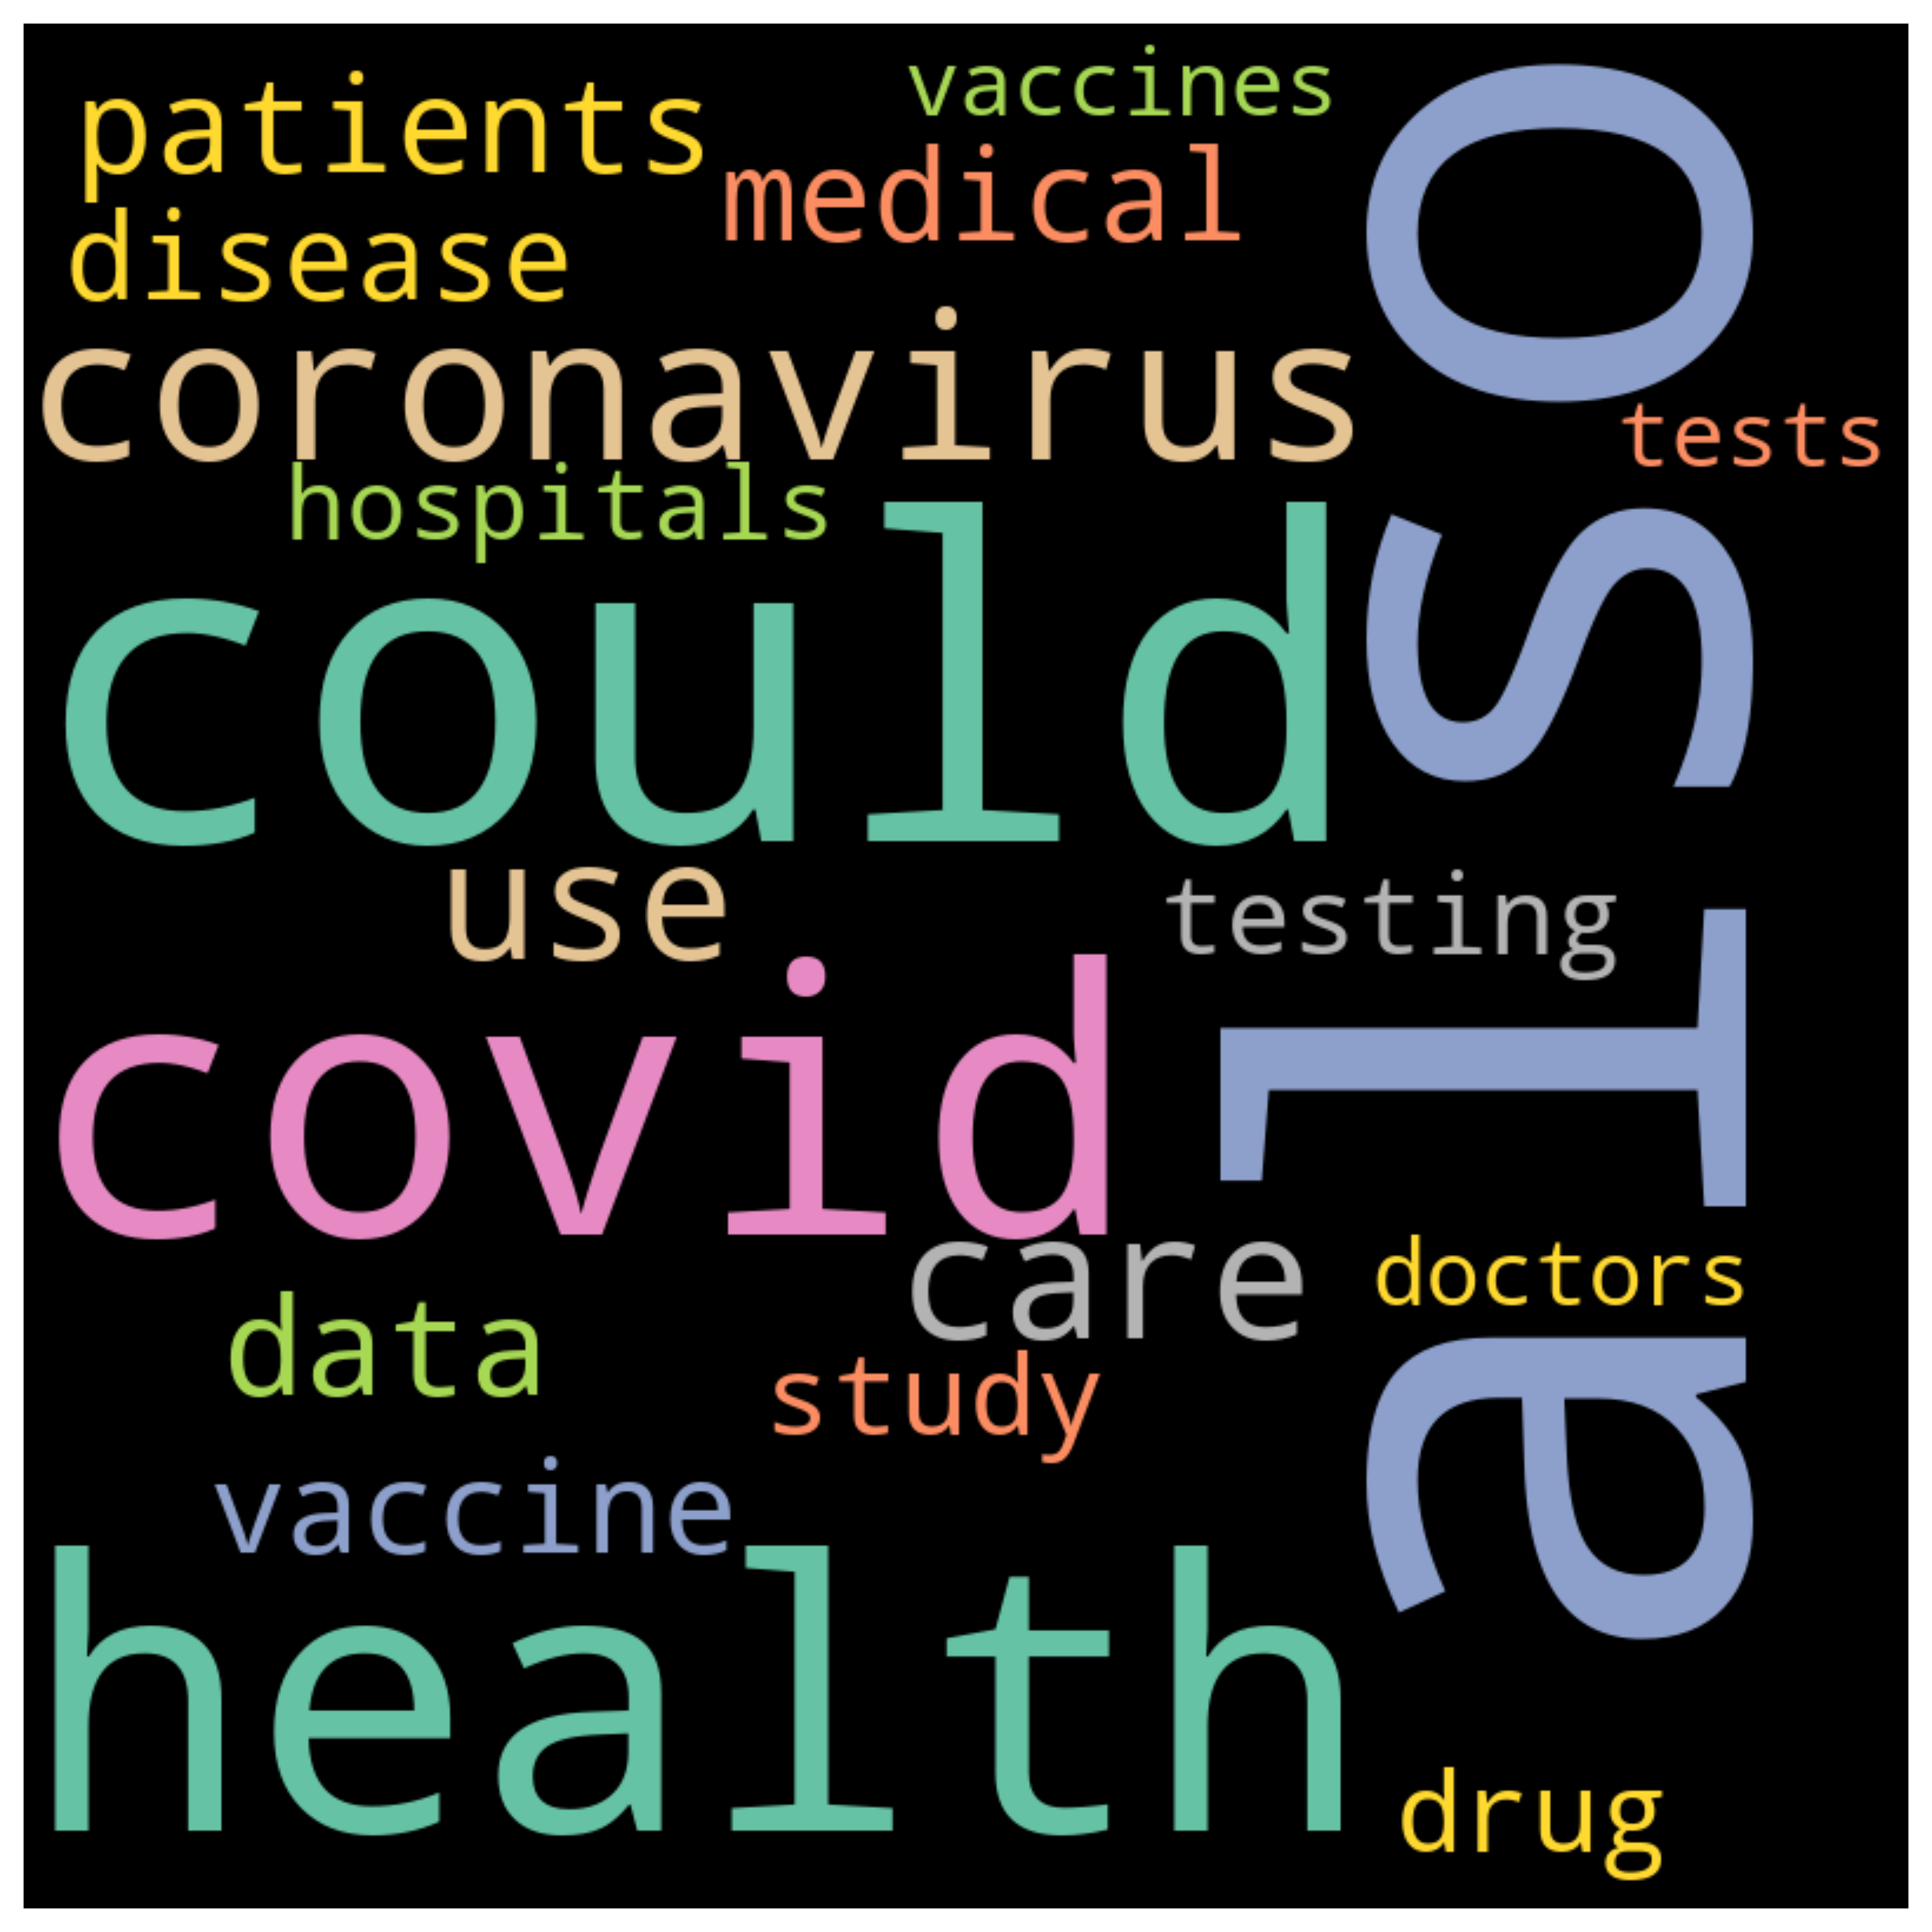 vaccines
patients
medical
disease
coronavirus
tests
hospitals
could
also
use
testing
covid
care
doctors
data
study
vaccine
health
drug